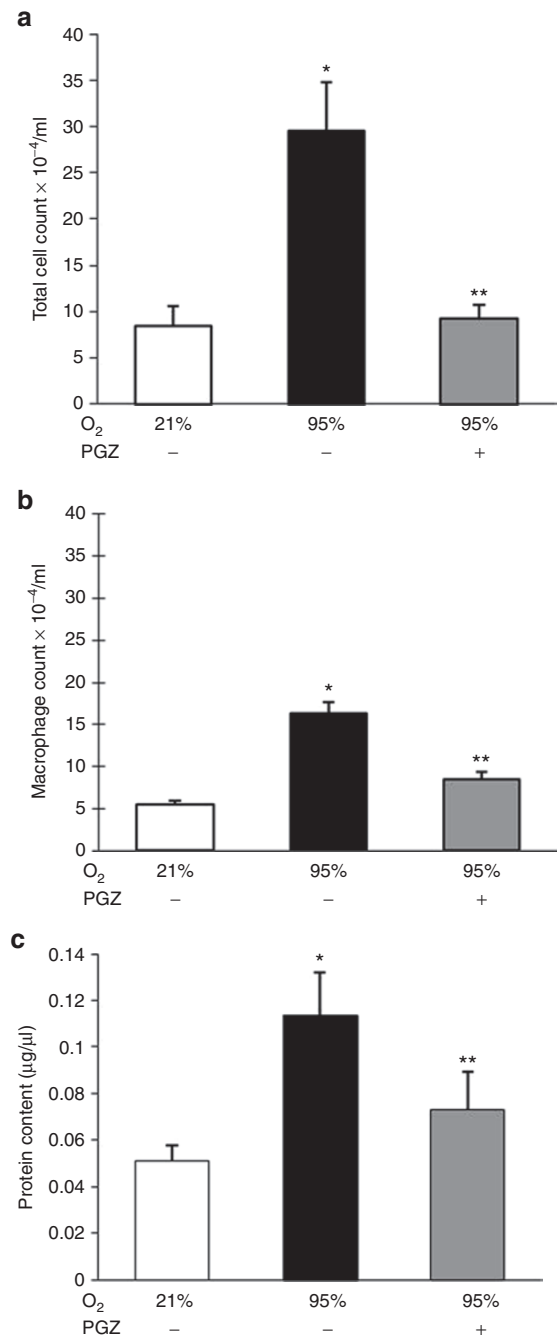 a
Total cell count × 10⁻⁴/ml
40
35
30
25
20
15
10
5
0
*
**
O₂ 21% 95% 95%
PGZ – – +
b
Macrophage count × 10⁻⁴/ml
40
35
30
25
20
15
10
5
0
*
**
O₂ 21% 95% 95%
PGZ – – +
c
Protein content (μg/μl)
0.14
0.12
0.1
0.08
0.06
0.04
0.02
0
*
**
O₂ 21% 95% 95%
PGZ – – +